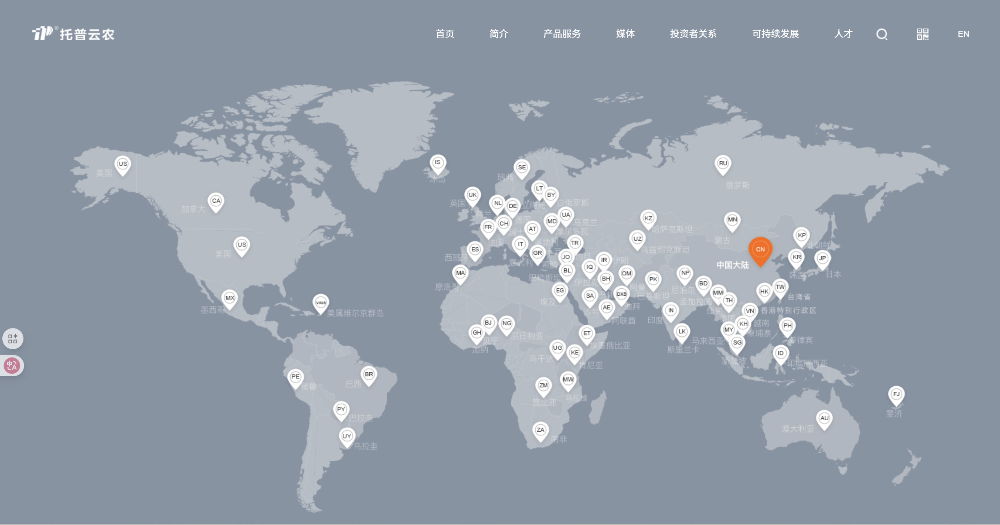 托普云农®
首页 简介 产品服务 媒体 投资者关系 可持续发展 人才 EN
US
美国
IS
冰岛
SE
瑞典
RU
俄罗斯
CA
加拿大
UK
英国
LT
立陶宛
BY
白俄罗斯
NL
荷兰
DE
德国
UA
乌克兰
MD
摩尔多瓦
KZ
哈萨克斯坦
MN
蒙古
FR
法国
CH
瑞士
AT
奥地利
UZ
乌兹别克斯坦
KP
北朝鲜
US
美国
ES
西班牙
IT
意大利
GR
希腊
TR
土耳
JO
约旦
IR
伊朗
CN
中国大陆
KR
韩国
JP
日本
MA
摩洛哥
BL
巴勒斯坦
IQ
伊拉克
BH
巴林
OM
阿曼
PK
巴基斯坦
NP
尼泊尔
BD
孟加拉国
MM
缅甸
TH
泰国
HK
香港特别行政区
TW
台湾省
MX
墨西哥
VI/US
美属维尔京群岛
EG
埃及
SA
沙特
DXB
迪拜
AE
阿联酋
IN
印度
VN
越南
BJ
贝宁
NG
尼日利亚
GH
加纳
ET
埃塞俄比亚
LK
斯里兰卡
KH
柬埔寨
MY
马来西亚
PH
菲律宾
SG
新加坡
UG
乌干达
KE
肯尼亚
ID
印度尼西亚
中A
PE
秘鲁
BR
巴西
ZM
赞比亚
MW
马拉维
FJ
斐济
PY
巴拉圭
AU
澳大利亚
UY
乌拉圭
ZA
南非